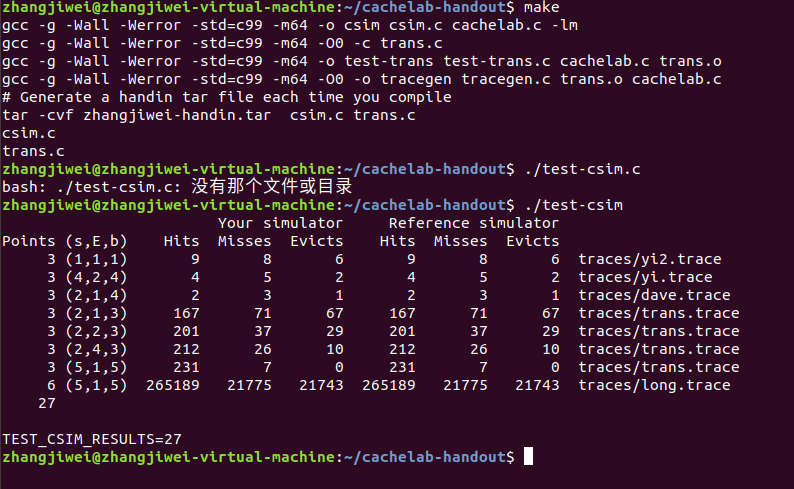 zhangjiwei@zhangjiwei-virtual-machine:~/cachelab-handout$ make
gcc -g -Wall -Werror -std=c99 -m64 -o csim csim.c cachelab.c -lm
gcc -g -Wall -Werror -std=c99 -m64 -O0 -c trans.c
gcc -g -Wall -Werror -std=c99 -m64 -o test-trans test-trans.c cachelab.c trans.o
gcc -g -Wall -Werror -std=c99 -m64 -O0 -o tracegen tracegen.c trans.o cachelab.c
# Generate a handin tar file each time you compile
tar -cvf zhangjiwei-handin.tar  csim.c trans.c
csim.c
trans.c
zhangjiwei@zhangjiwei-virtual-machine:~/cachelab-handout$ ./test-csim.c
bash: ./test-csim.c: 没有那个文件或目录
zhangjiwei@zhangjiwei-virtual-machine:~/cachelab-handout$ ./test-csim
                        Your simulator     Reference simulator
Points (s,E,b)    Hits  Misses  Evicts    Hits  Misses  Evicts
     3 (1,1,1)       9       8       6       9       8       6  traces/yi2.trace
     3 (4,2,4)       4       5       2       4       5       2  traces/yi.trace
     3 (2,1,4)       2       3       1       2       3       1  traces/dave.trace
     3 (2,1,3)     167      71      67     167      71      67  traces/trans.trace
     3 (2,2,3)     201      37      29     201      37      29  traces/trans.trace
     3 (2,4,3)     212      26      10     212      26      10  traces/trans.trace
     3 (5,1,5)     231       7       0     231       7       0  traces/trans.trace
     6 (5,1,5)  265189   21775   21743  265189   21775   21743  traces/long.trace
    27
TEST_CSIM_RESULTS=27
zhangjiwei@zhangjiwei-virtual-machine:~/cachelab-handout$